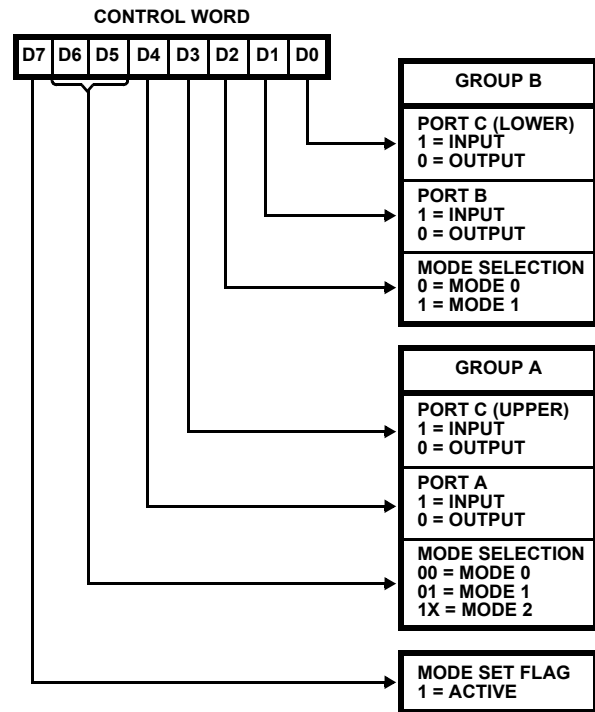 CONTROL WORD
D7 D6 D5 D4 D3 D2 D1 D0
GROUP B
PORT C (LOWER)
1 = INPUT
0 = OUTPUT
PORT B
1 = INPUT
0 = OUTPUT
MODE SELECTION
0 = MODE 0
1 = MODE 1
GROUP A
PORT C (UPPER)
1 = INPUT
0 = OUTPUT
PORT A
1 = INPUT
0 = OUTPUT
MODE SELECTION
00 = MODE 0
01 = MODE 1
1X = MODE 2
MODE SET FLAG
1 = ACTIVE